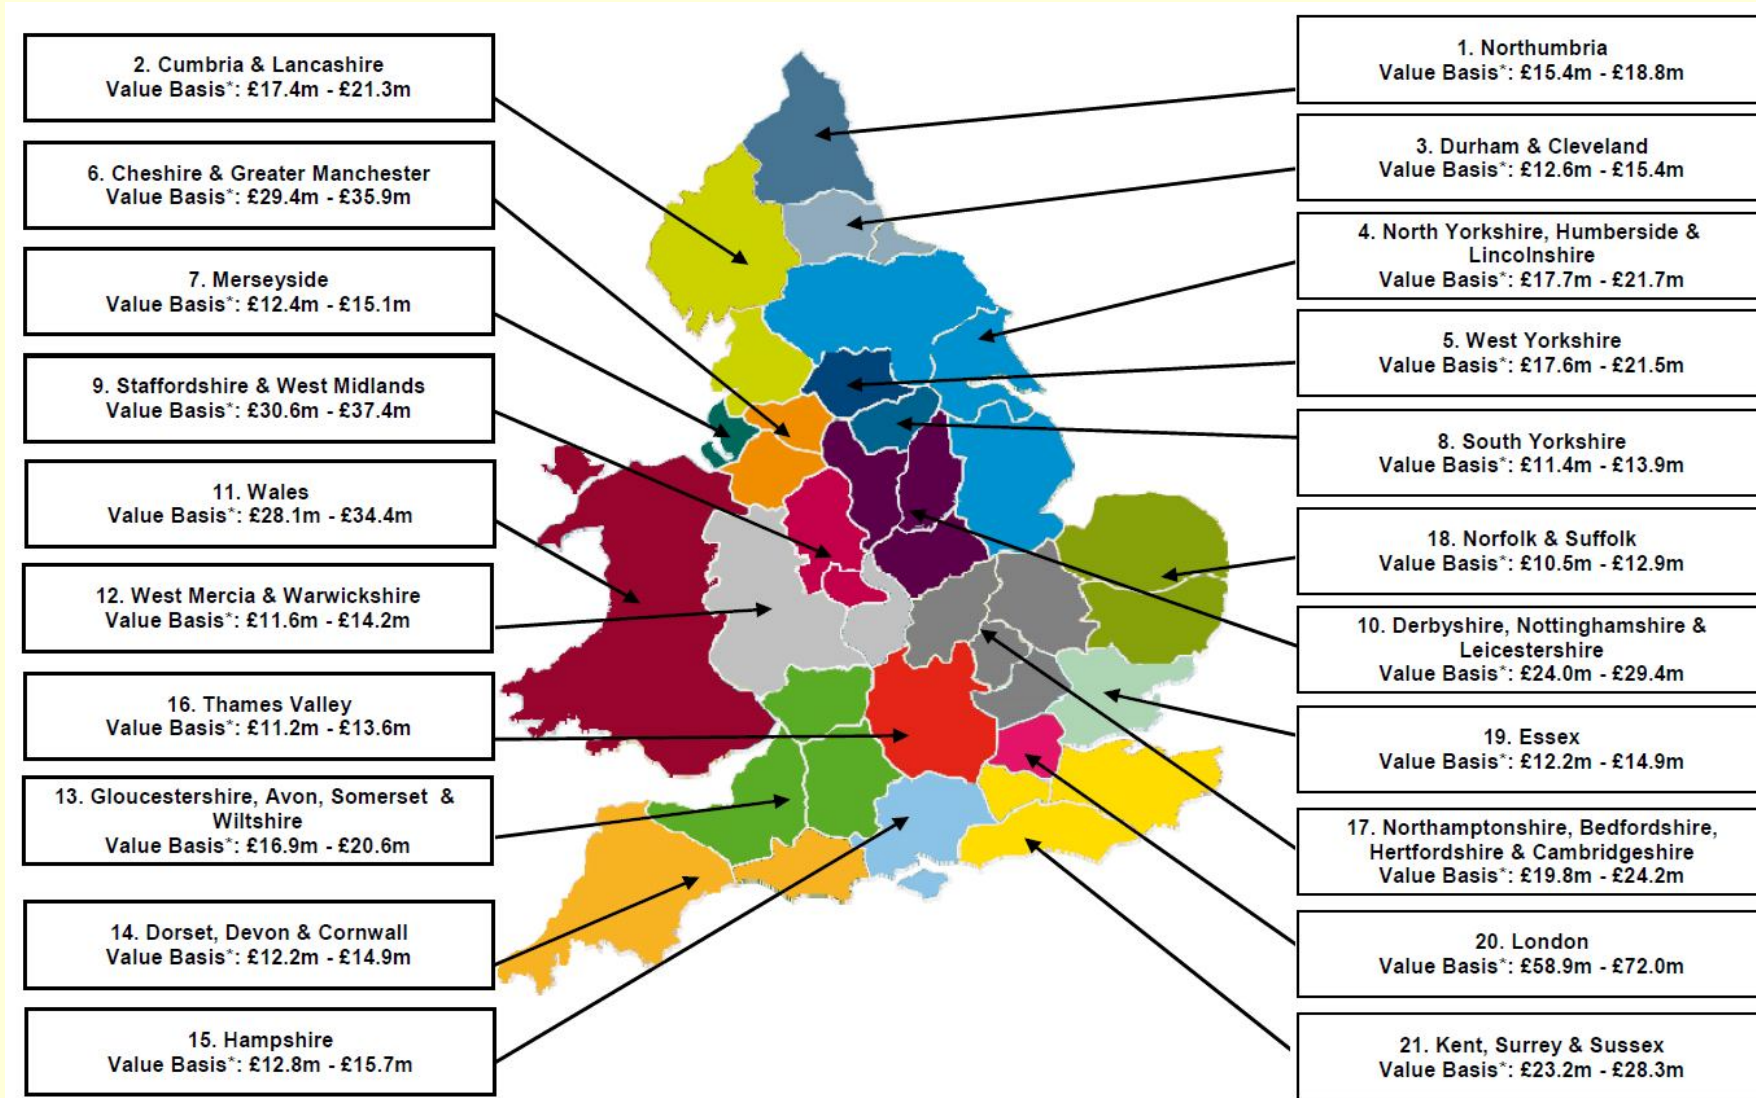 2. Cumbria & Lancashire
Value Basis*: £17.4m - £21.3m
6. Cheshire & Greater Manchester
Value Basis*: £29.4m - £35.9m
7. Merseyside
Value Basis*: £12.4m - £15.1m
9. Staffordshire & West Midlands
Value Basis*: £30.6m - £37.4m
11. Wales
Value Basis*: £28.1m - £34.4m
12. West Mercia & Warwickshire
Value Basis*: £11.6m - £14.2m
16. Thames Valley
Value Basis*: £11.2m - £13.6m
13. Gloucestershire, Avon, Somerset &
Wiltshire
Value Basis*: £16.9m - £20.6m
14. Dorset, Devon & Cornwall
Value Basis*: £12.2m - £14.9m
15. Hampshire
Value Basis*: £12.8m - £15.7m
1. Northumbria
Value Basis*: £15.4m - £18.8m
3. Durham & Cleveland
Value Basis*: £12.6m - £15.4m
4. North Yorkshire, Humberside &
Lincolnshire
Value Basis*: £17.7m - £21.7m
5. West Yorkshire
Value Basis*: £17.6m - £21.5m
8. South Yorkshire
Value Basis*: £11.4m - £13.9m
18. Norfolk & Suffolk
Value Basis*: £10.5m - £12.9m
10. Derbyshire, Nottinghamshire &
Leicestershire
Value Basis*: £24.0m - £29.4m
19. Essex
Value Basis*: £12.2m - £14.9m
17. Northamptonshire, Bedfordshire,
Hertfordshire & Cambridgeshire
Value Basis*: £19.8m - £24.2m
20. London
Value Basis*: £58.9m - £72.0m
21. Kent, Surrey & Sussex
Value Basis*: £23.2m - £28.3m